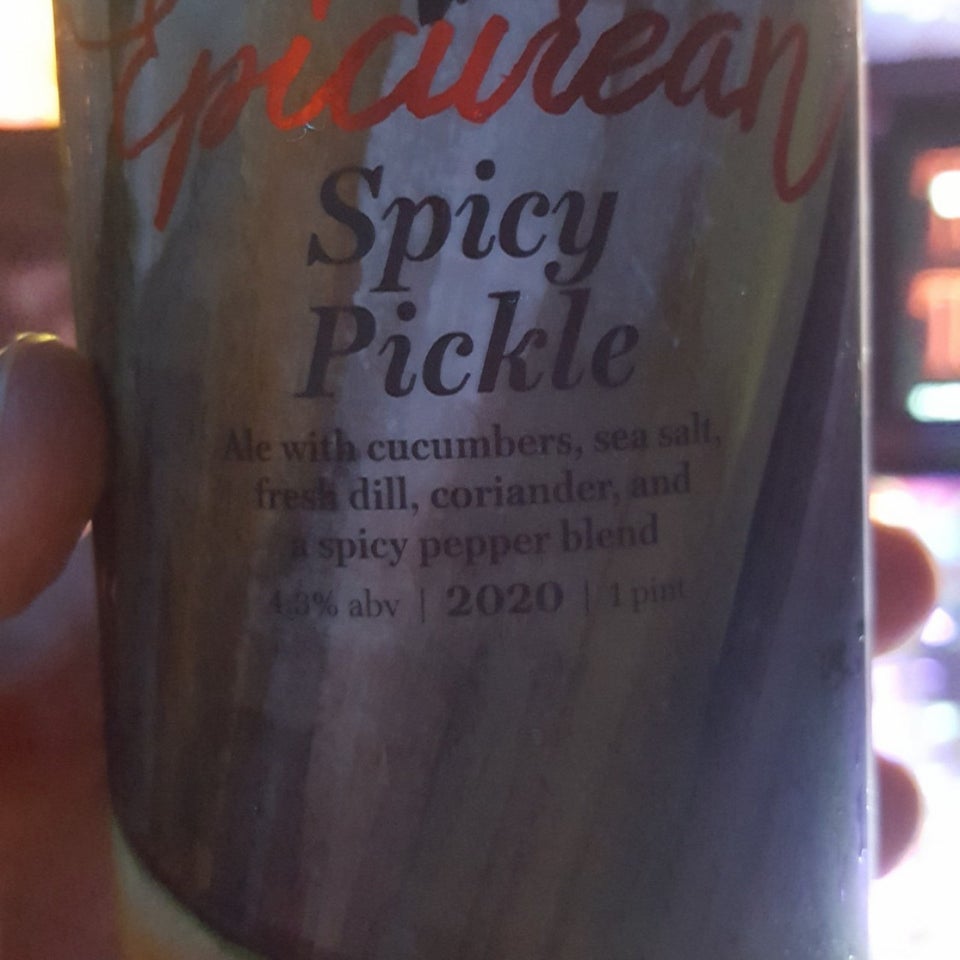 Epicurean
Spicy
Pickle
Ale with cucumbers, sea salt,
fresh dill, coriander, and
a spicy pepper blend
4.3% abv | 2020 | 1 pint